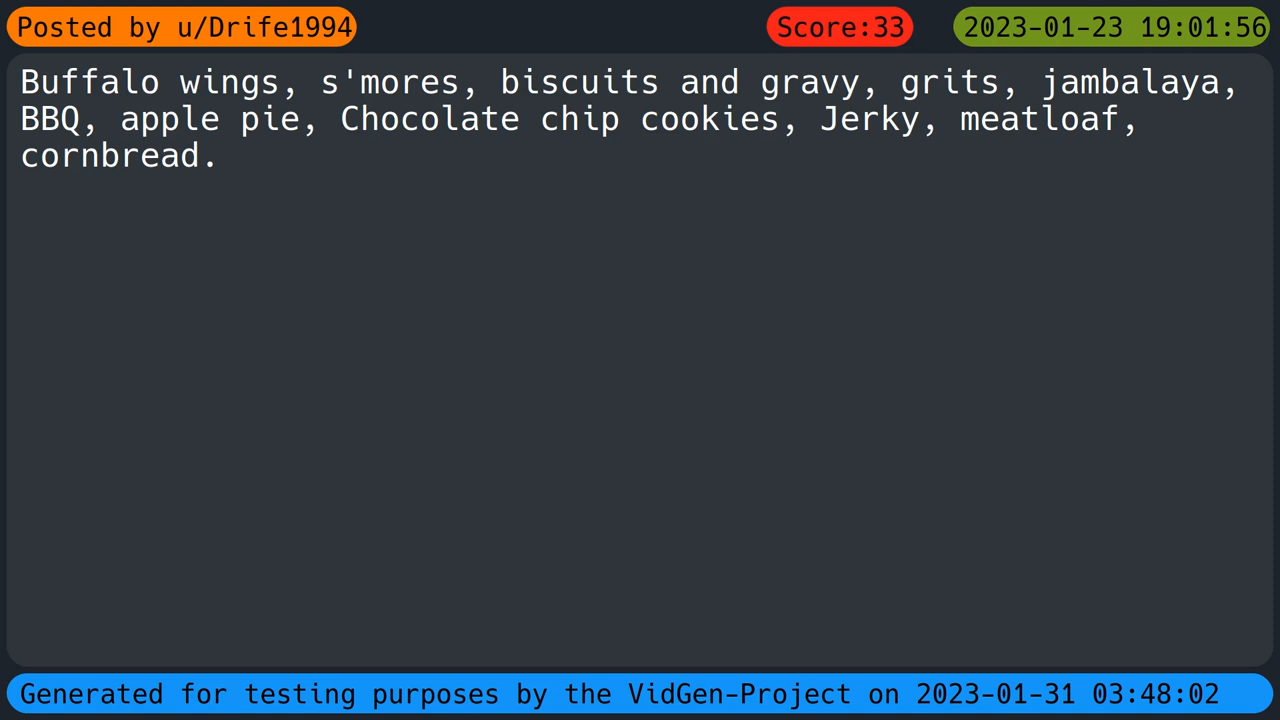 Posted by u/Drife1994
Score:33
2023-01-23 19:01:56
Buffalo wings, s'mores, biscuits and gravy, grits, jambalaya,
BBQ, apple pie, Chocolate chip cookies, Jerky, meatloaf,
cornbread.
Generated for testing purposes by the VidGen-Project on 2023-01-31 03:48:02